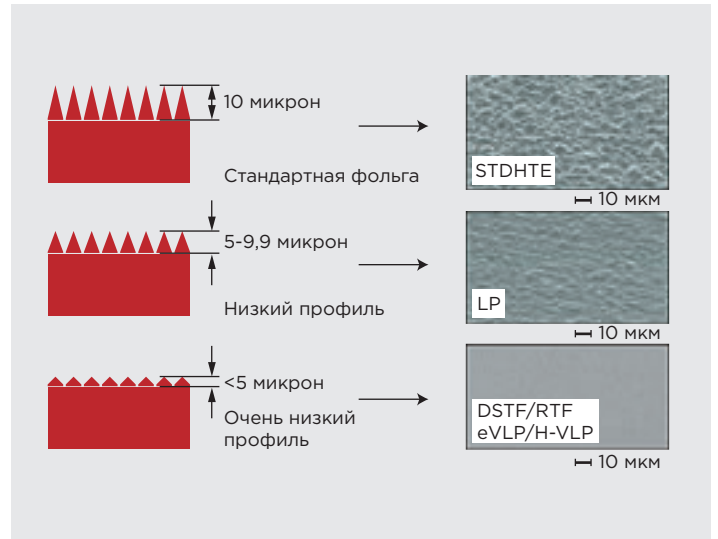 10 микрон
Стандартная фольга
STDHTE
10 мкм
5-9,9 микрон
Низкий профиль
LP
10 мкм
<5 микрон
Очень низкий
профиль
DSTF/RTF
eVLP/H-VLP
10 мкм